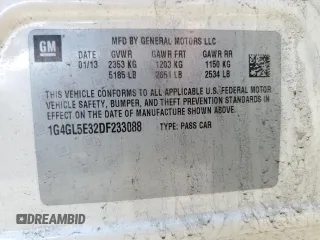 GM
MFD BY GENERAL MOTORS LLC
DATE GVWR GAWR FRT GAWR RR
01/13 2353 KG 1203 KG 1150 KG
5185 LB 2651 LB 2534 LB
THIS VEHICLE CONFORMS TO ALL APPLICABLE U.S. FEDERAL MOTOR
VEHICLE SAFETY, BUMPER, AND THEFT PREVENTION STANDARDS
IN EFFECT ON THE DATE OF MANUFACTURE SHOWN ABOVE.
1G4GL5E32DF233088 TYPE: PASS CAR
DREAMBID